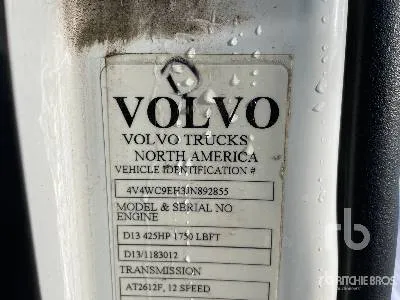 D
VOLVO
VOLVO TRUCKS
NORTH AMERICA
VEHICLE IDENTIFICATION #
4V4WC9EH3JN892855
MODEL & SERIAL NO
ENGINE
D13 425HP 1750 LBFT
D13/1183012
TRANSMISSION
AT2612F, 12 SPEED
rb
RITCHIE BROS.